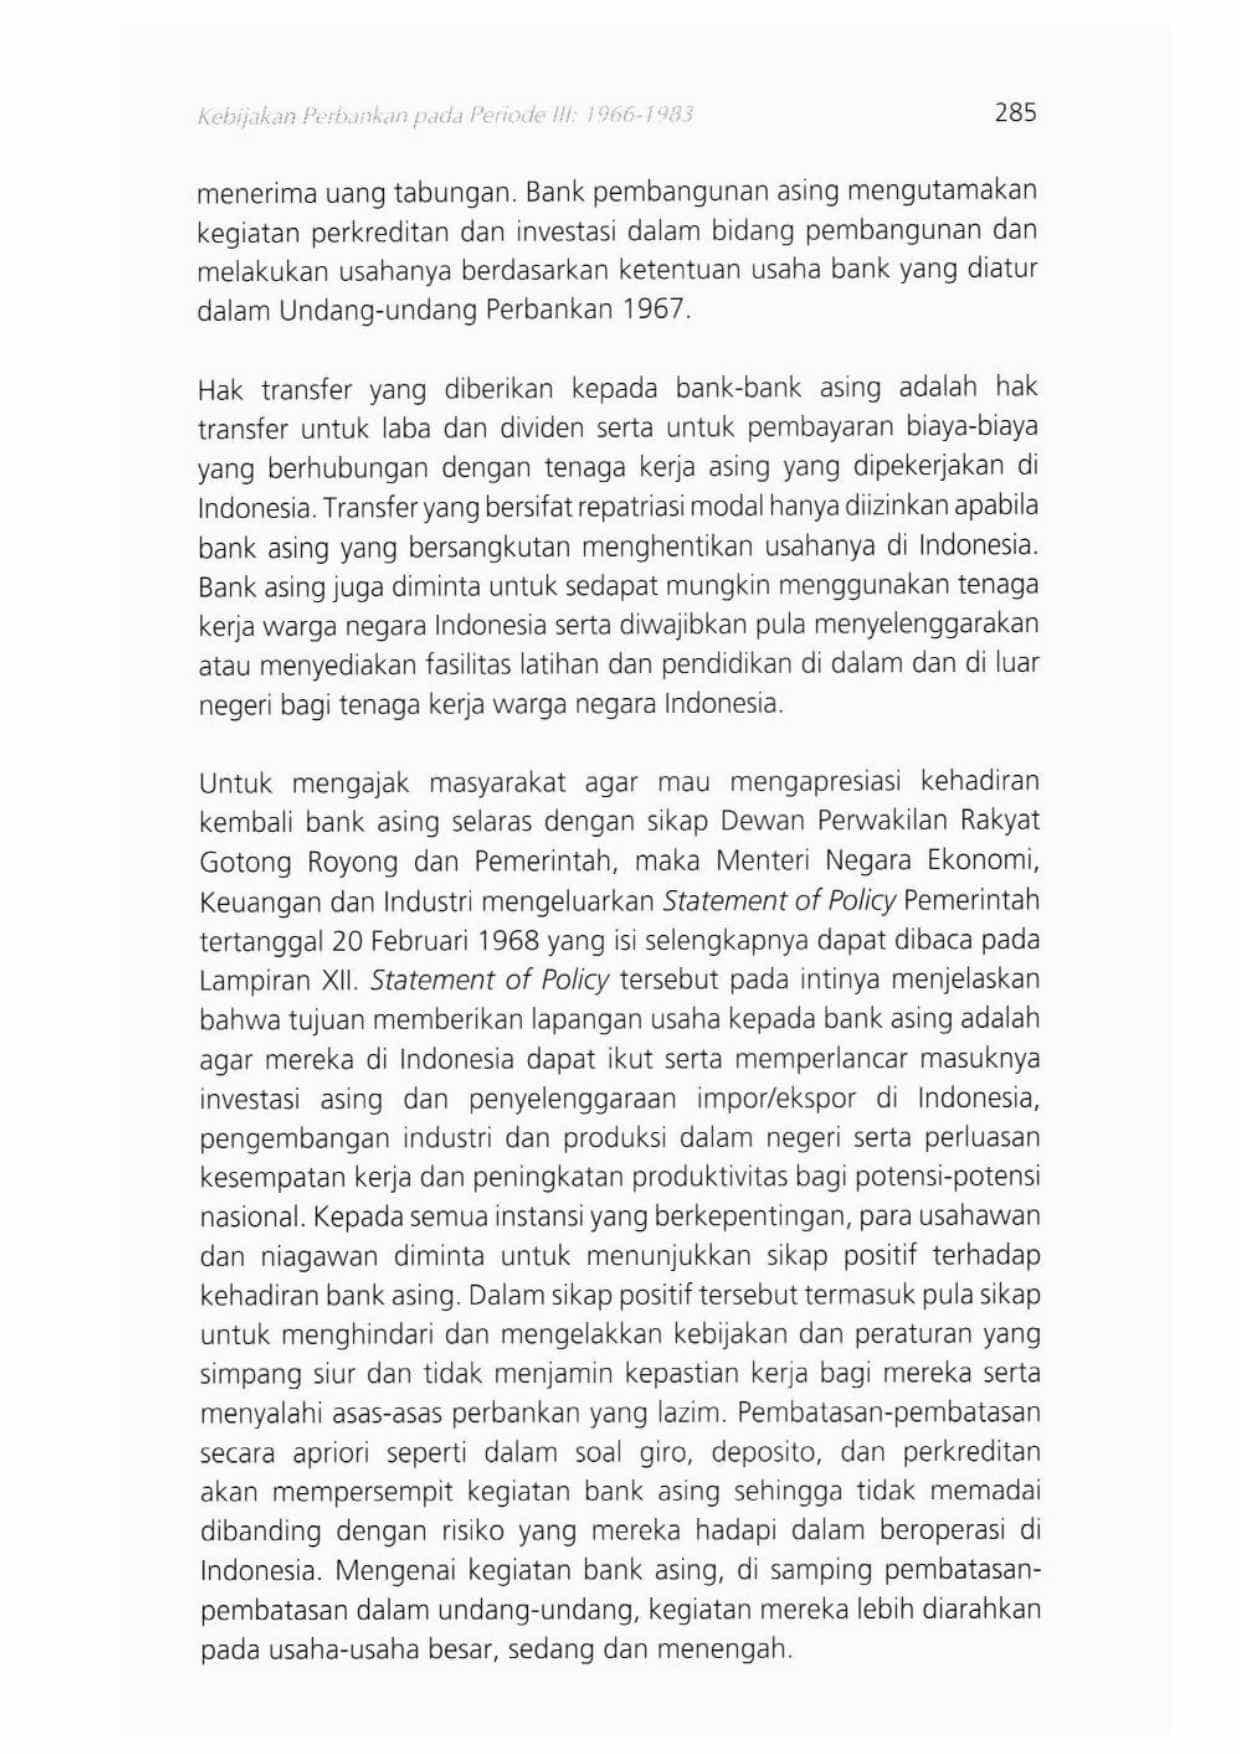 Kebijakan Perbankan pada Periode III: 1966-1983 285
menerima uang tabungan. Bank pembangunan asing mengutamakan
kegiatan perkreditan dan investasi dalam bidang pembangunan dan
melakukan usahanya berdasarkan ketentuan usaha bank yang diatur
dalam Undang-undang Perbankan 1967.
Hak transfer yang diberikan kepada bank-bank asing adalah hak
transfer untuk laba dan dividen serta untuk pembayaran biaya-biaya
yang berhubungan dengan tenaga kerja asing yang dipekerjakan di
Indonesia. Transfer yang bersifat repatriasi modal hanya diizinkan apabila
bank asing yang bersangkutan menghentikan usahanya di Indonesia.
Bank asing juga diminta untuk sedapat mungkin menggunakan tenaga
kerja warga negara Indonesia serta diwajibkan pula menyelenggarakan
atau menyediakan fasilitas latihan dan pendidikan di dalam dan di luar
negeri bagi tenaga kerja warga negara Indonesia.
Untuk mengajak masyarakat agar mau mengapresiasi kehadiran
kembali bank asing selaras dengan sikap Dewan Perwakilan Rakyat
Gotong Royong dan Pemerintah, maka Menteri Negara Ekonomi,
Keuangan dan Industri mengeluarkan Statement of Policy Pemerintah
tertanggal 20 Februari 1968 yang isi selengkapnya dapat dibaca pada
Lampiran XII. Statement of Policy tersebut pada intinya menjelaskan
bahwa tujuan memberikan lapangan usaha kepada bank asing adalah
agar mereka di Indonesia dapat ikut serta memperlancar masuknya
investasi asing dan penyelenggaraan impor/ekspor di Indonesia,
pengembangan industri dan produksi dalam negeri serta perluasan
kesempatan kerja dan peningkatan produktivitas bagi potensi-potensi
nasional. Kepada semua instansi yang berkepentingan, para usahawan
dan niagawan diminta untuk menunjukkan sikap positif terhadap
kehadiran bank asing. Dalam sikap positif tersebut termasuk pula sikap
untuk menghindari dan mengelakkan kebijakan dan peraturan yang
simpang siur dan tidak menjamin kepastian kerja bagi mereka serta
menyalahi asas-asas perbankan yang lazim. Pembatasan-pembatasan
secara apriori seperti dalam soal giro, deposito, dan perkreditan
akan mempersempit kegiatan bank asing sehingga tidak memadai
dibanding dengan risiko yang mereka hadapi dalam beroperasi di
Indonesia. Mengenai kegiatan bank asing, di samping pembatasan-
pembatasan dalam undang-undang, kegiatan mereka lebih diarahkan
pada usaha-usaha besar, sedang dan menengah.